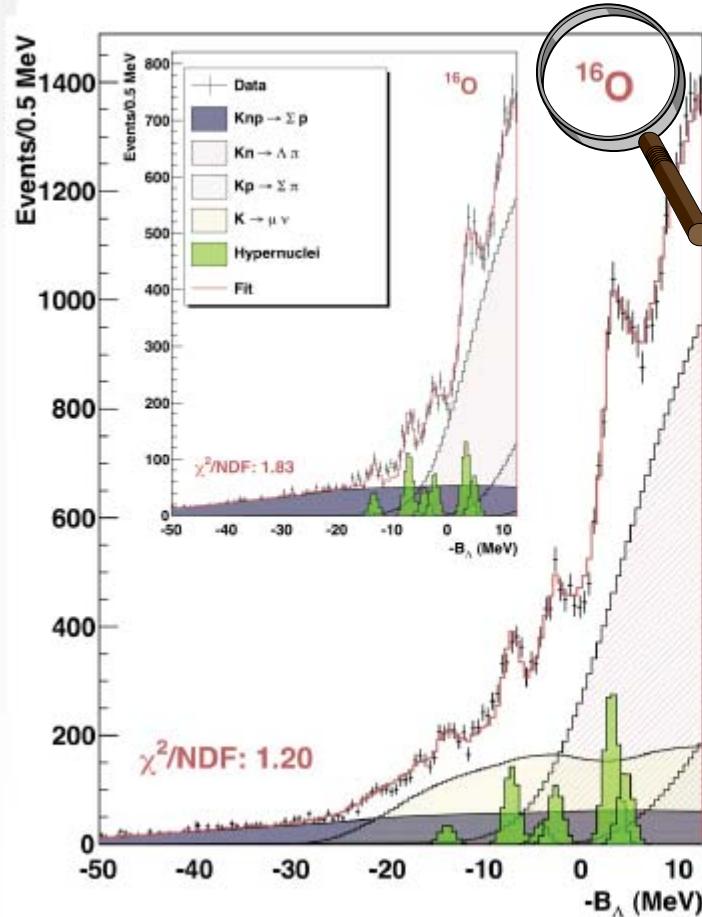 Events/0.5 MeV
1400
1200
1000
800
600
400
200
0
-50
-40
-30
-20
-10
0
10
-B_Λ (MeV)
¹⁶O
χ²/NDF: 1.20
Events/0.5 MeV
800
700
600
500
400
300
200
100
0
-50
-40
-30
-20
-10
0
10
-B_Λ (MeV)
¹⁶O
Data
Knp → Σ p
Kn → Λ π
Kp → Σ π
K → μ ν
Hypernuclei
Fit
χ²/NDF: 1.83